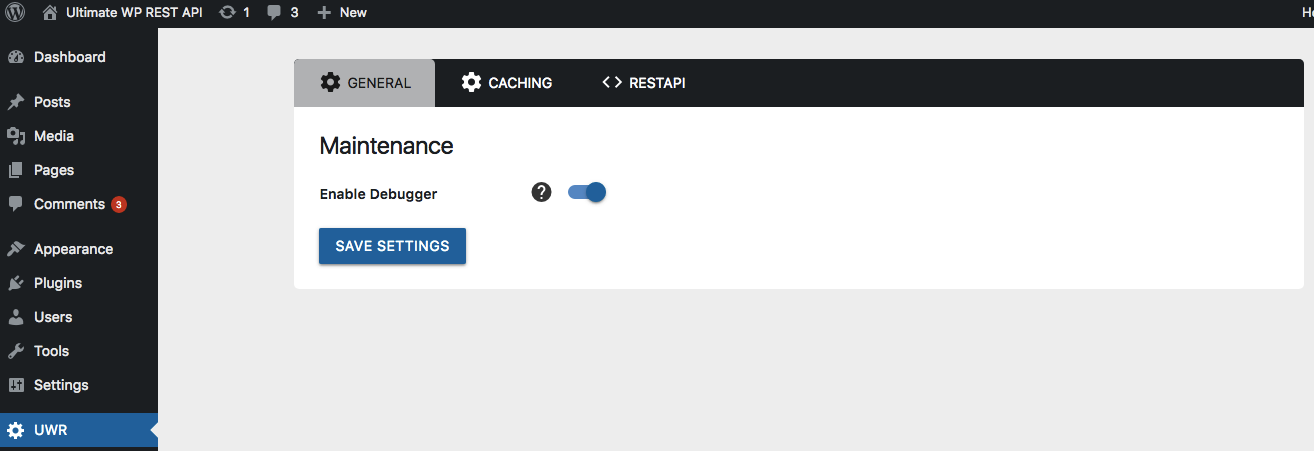 Ultimate WP REST API 1 3 New
Dashboard
Posts
Media
Pages
Comments 3
Appearance
Plugins
Users
Tools
Settings
UWR
GENERAL CACHING RESTAPI
Maintenance
Enable Debugger
SAVE SETTINGS